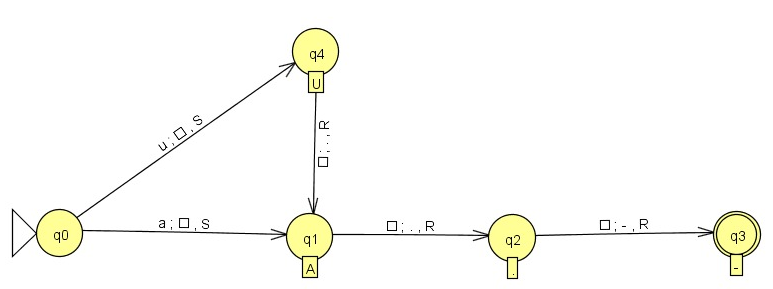 q4
U
u ; □ , S
□ ; . , R
q0
a ; □ , S
q1
A
□ ; . , R
q2
.
□ ; - , R
q3
-